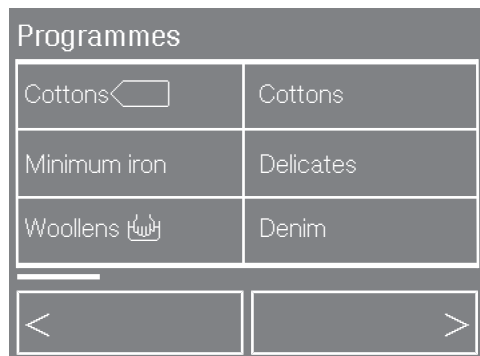 Programmes
Cottons Cottons
Minimum iron Delicates
Woollens Denim
< >